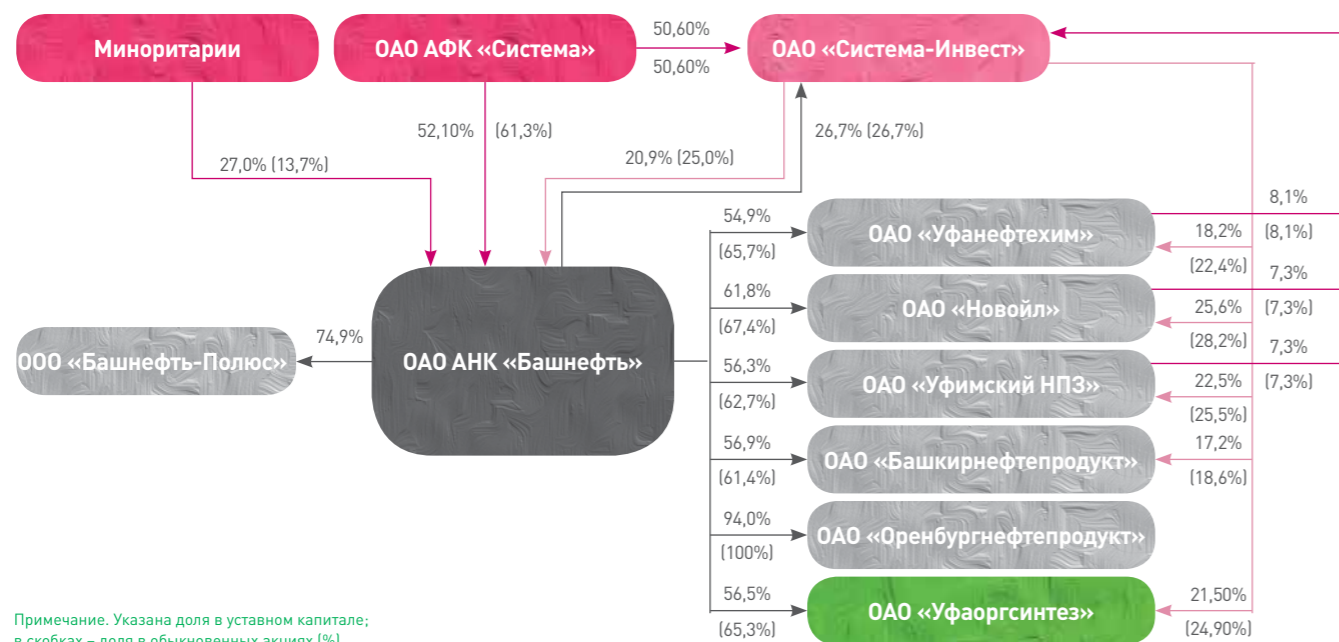 Миноритарии
ОАО АФК «Система»
50,60%
50,60%
ОАО «Система-Инвест»
52,10%
(61,3%)
26,7% (26,7%)
27,0% (13,7%)
20,9% (25,0%)
54,9%
(65,7%)
ОАО «Уфанефтехим»
18,2%
(22,4%)
8,1%
(8,1%)
61,8%
(67,4%)
ОАО «Новойл»
25,6%
(28,2%)
7,3%
(7,3%)
ООО «Башнефть-Полюс»
74,9%
ОАО АНК «Башнефть»
56,3%
(62,7%)
ОАО «Уфимский НПЗ»
22,5%
(25,5%)
7,3%
(7,3%)
56,9%
(61,4%)
ОАО «Башкирнефтепродукт»
17,2%
(18,6%)
94,0%
(100%)
ОАО «Оренбургнефтепродукт»
56,5%
(65,3%)
ОАО «Уфаоргсинтез»
21,50%
(24,90%)
Примечание. Указана доля в уставном капитале;
в скобках – доля в обыкновенных акциях (%)